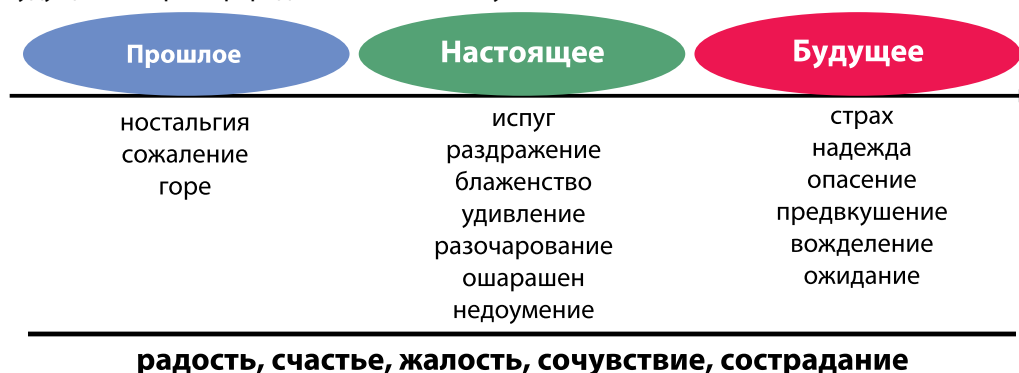 Прошлое
Настоящее
Будущее
ностальгия
сожаление
горе
испуг
раздражение
блаженство
удивление
разочарование
ошарашен
недоумение
страх
надежда
опасение
предвкушение
вожделение
ожидание
радость, счастье, жалость, сочувствие, сострадание